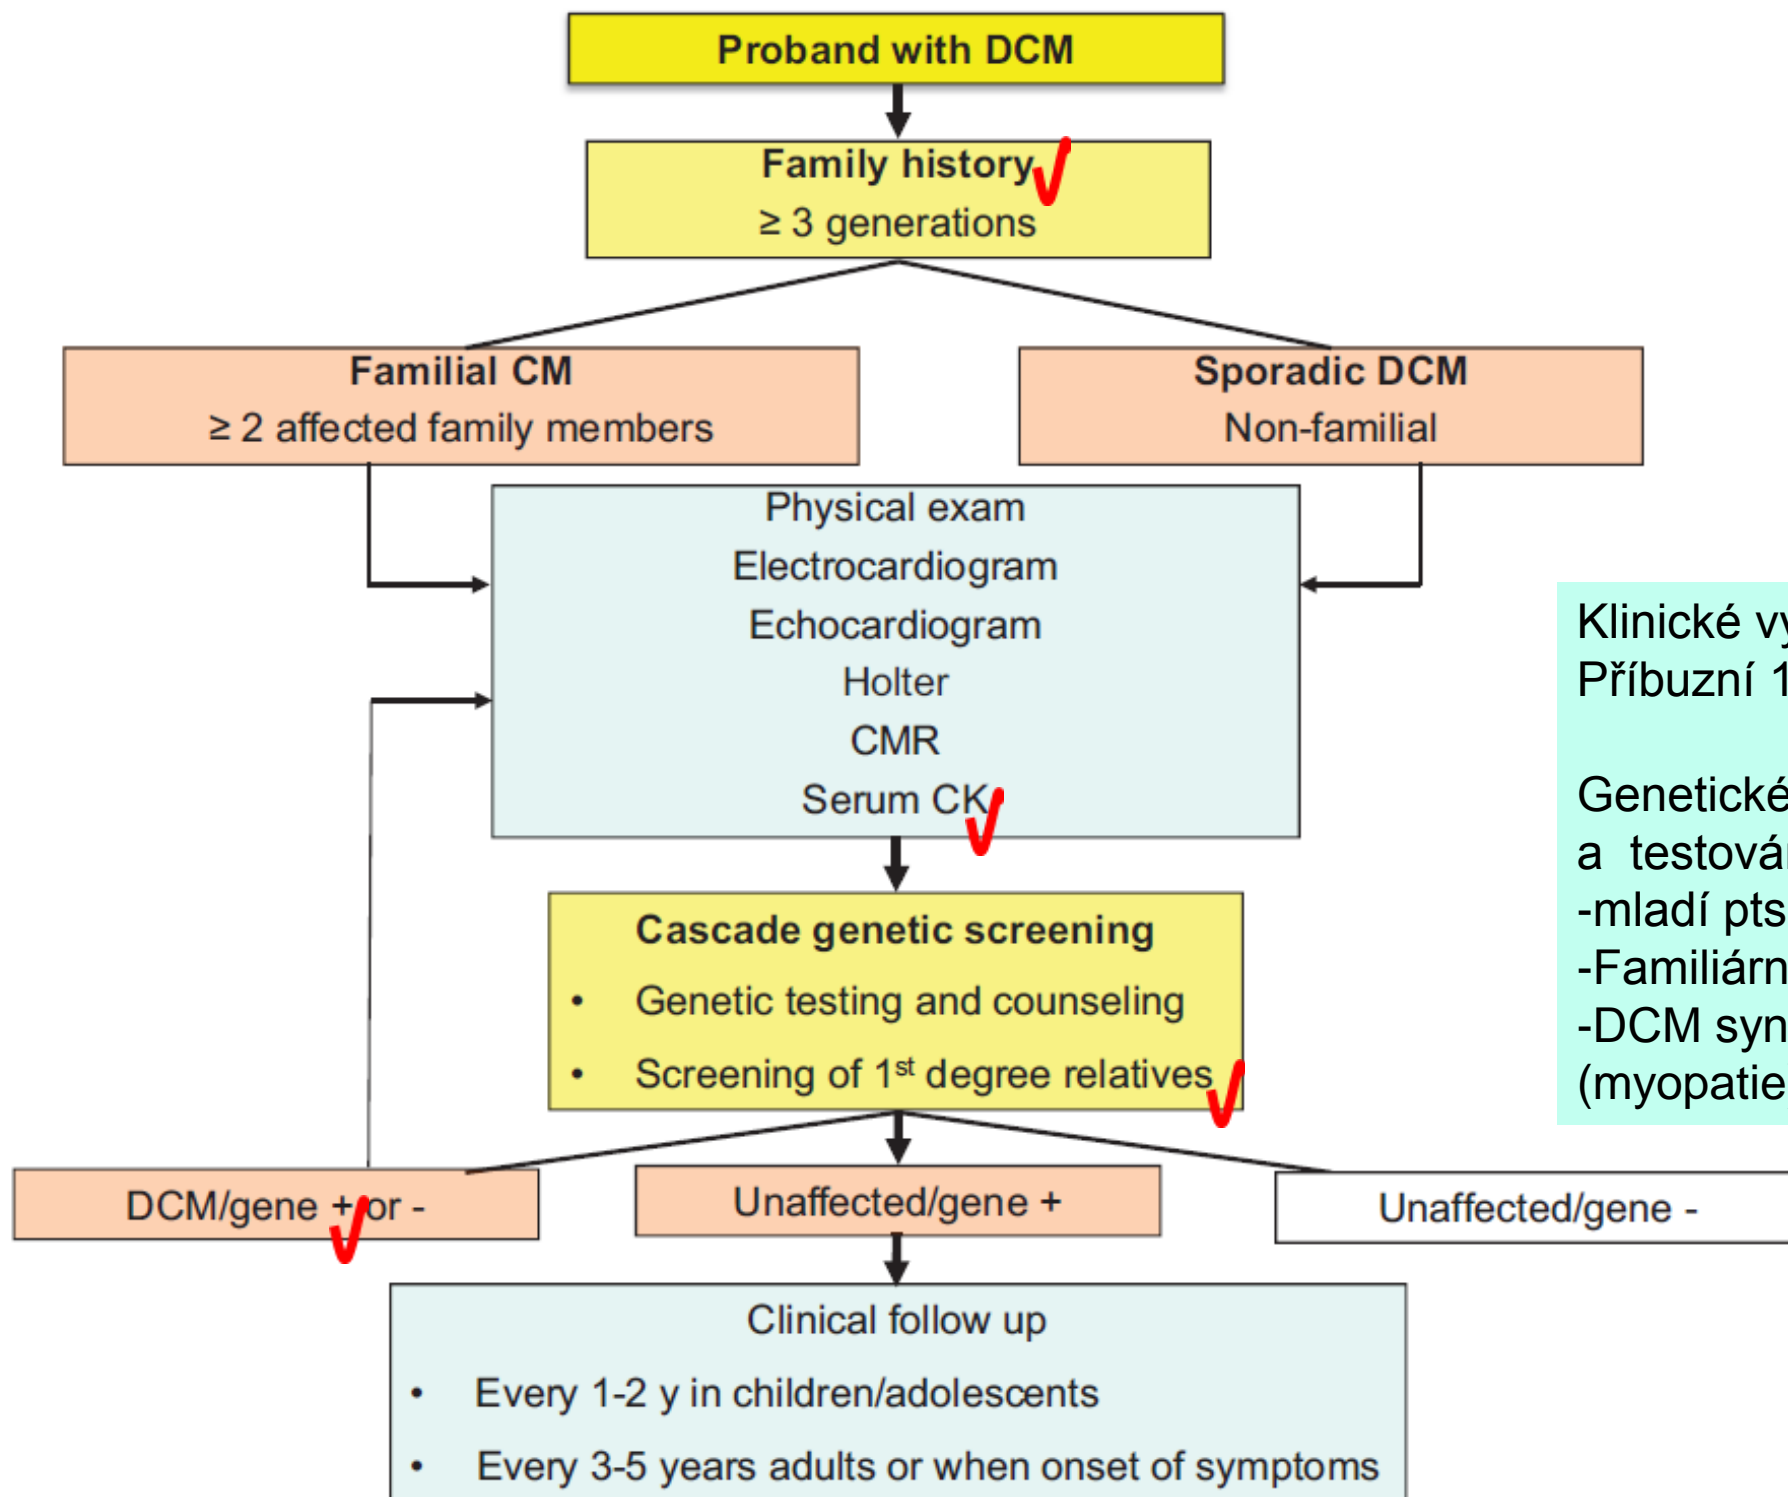 Proband with DCM
Family history
≥ 3 generations
Familial CM
≥ 2 affected family members
Sporadic DCM
Non-familial
Physical exam
Electrocardiogram
Echocardiogram
Holter
CMR
Serum CK
Cascade genetic screening
• Genetic testing and counseling
• Screening of 1st degree relatives
DCM/gene + or -
Unaffected/gene +
Unaffected/gene -
Clinical follow up
• Every 1-2 y in children/adolescents
• Every 3-5 years adults or when onset of symptoms
Klinické
Příbuzní
Genetické
a
-mladí pts
-DCM
(myopatie